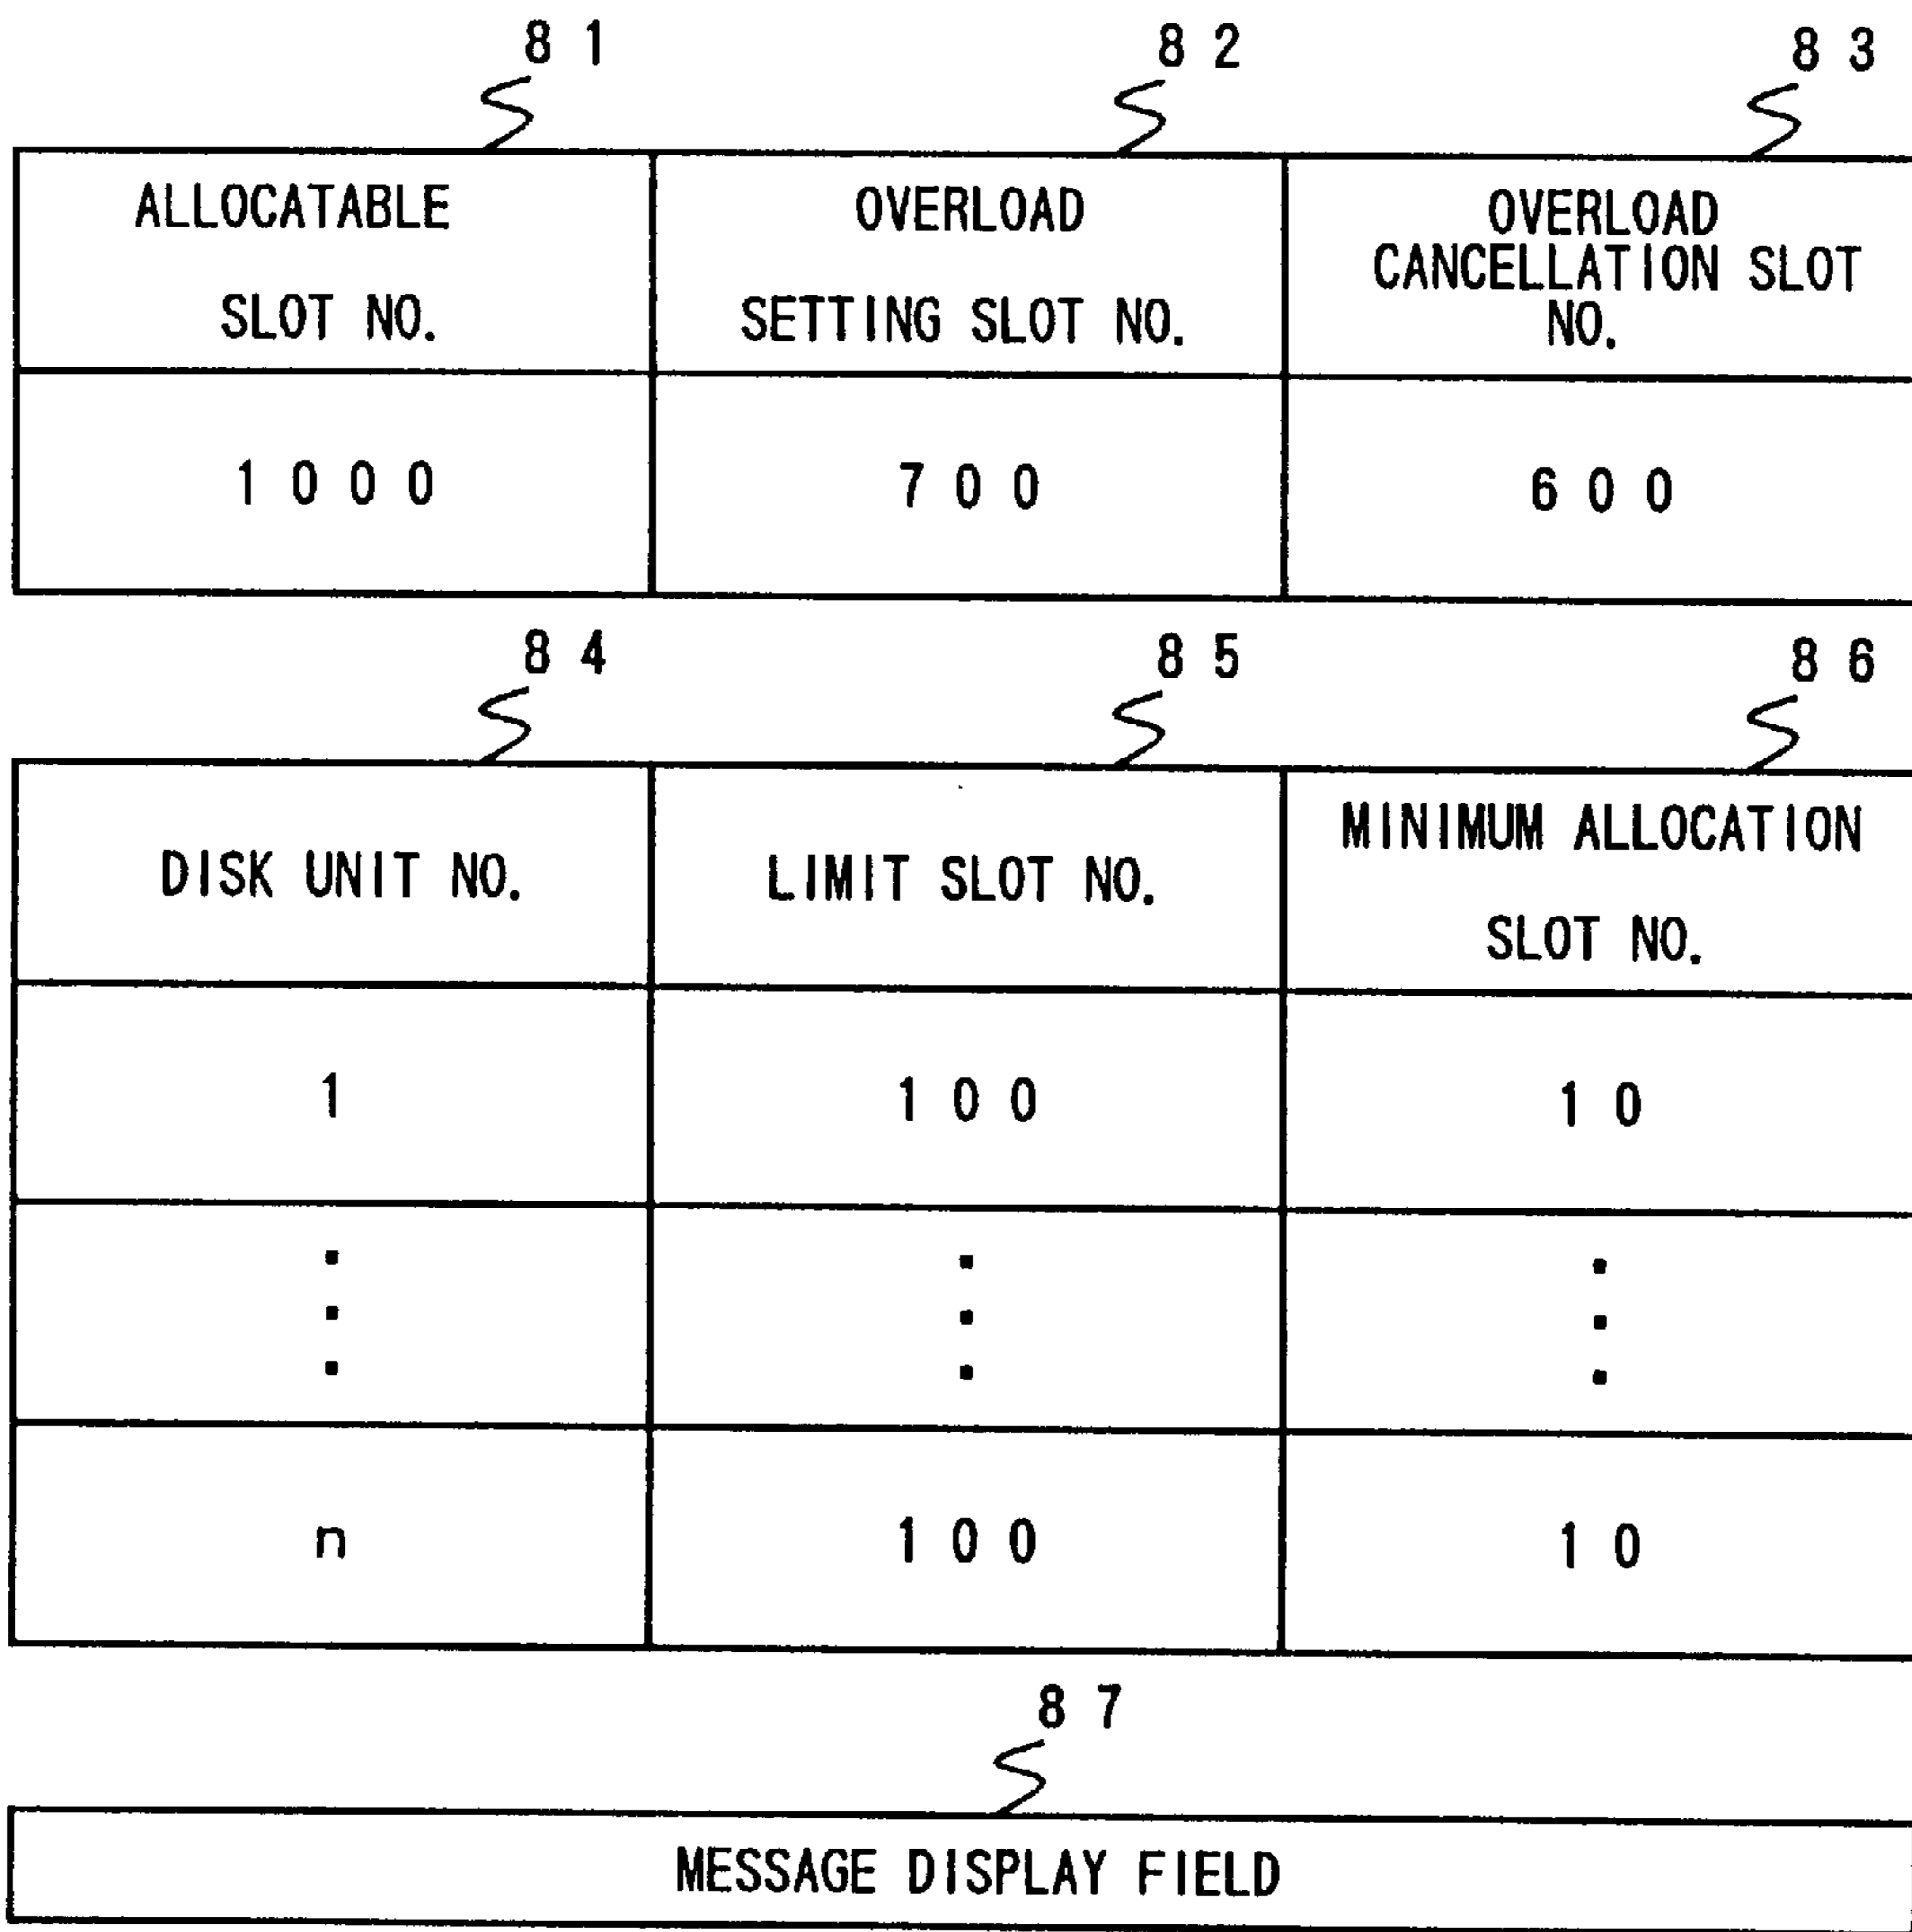 81 82 83
ALLOCATABLE SLOT NO. OVERLOAD SETTING SLOT NO. OVERLOAD CANCELLATION SLOT NO.
1000 700 600
84 85 86
DISK UNIT NO. LIMIT SLOT NO. MINIMUM ALLOCATION SLOT NO.
1 100 10
n 100 10
87
MESSAGE DISPLAY FIELD